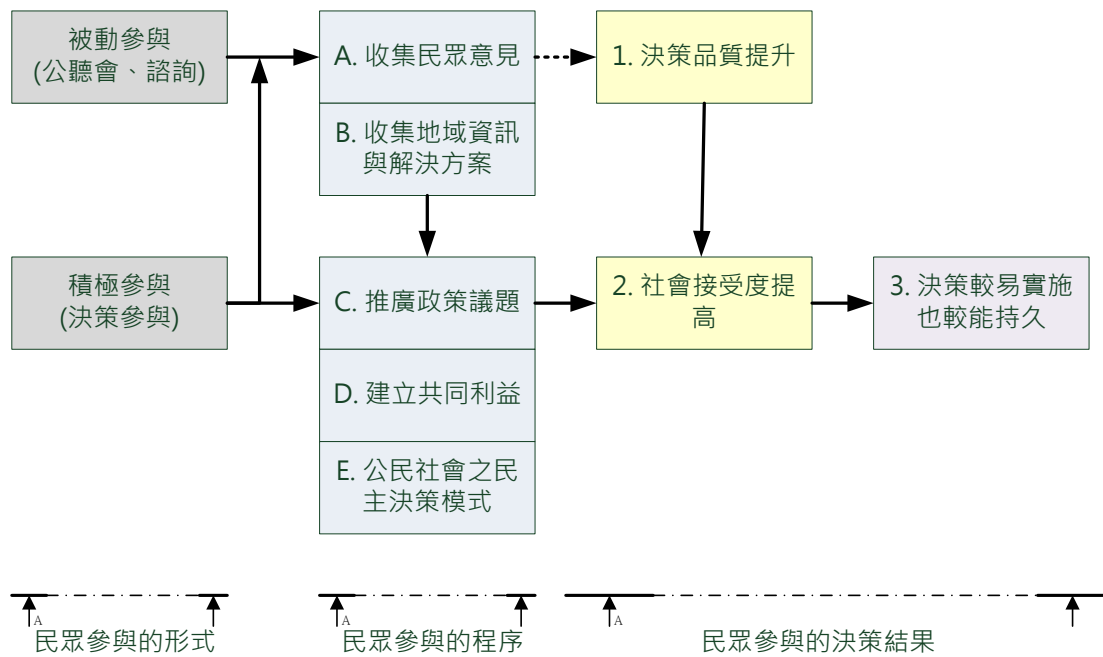 被動參與
(公聽會、諮詢)
A. 收集民眾意見
1. 決策品質提升
B. 收集地域資訊
與解決方案
積極參與
(決策參與)
C. 推廣政策議題
2. 社會接受度提
高
3. 決策較易實施
也較能持久
D. 建立共同利益
E. 公民社會之民
主決策模式
A
A
A
民眾參與的形式
民眾參與的程序
民眾參與的決策結果